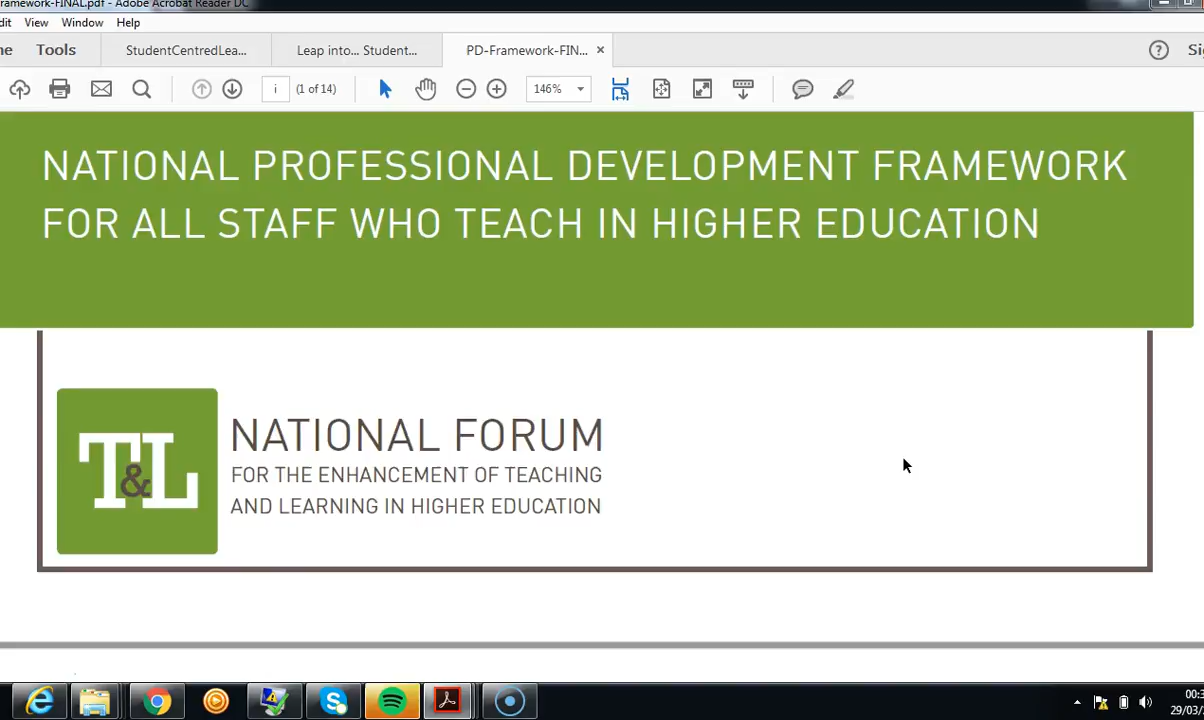 ramework-FINAL.pdf - Adobe Acrobat Reader DC
dit View Window Help
ne Tools StudentCentredLea... Leap into... Student... PD-Framework-FIN... × ? Si
i (1 of 14) 146%
NATIONAL PROFESSIONAL DEVELOPMENT FRAMEWORK
FOR ALL STAFF WHO TEACH IN HIGHER EDUCATION
T&L
NATIONAL FORUM
FOR THE ENHANCEMENT OF TEACHING
AND LEARNING IN HIGHER EDUCATION
00:3
29/03/